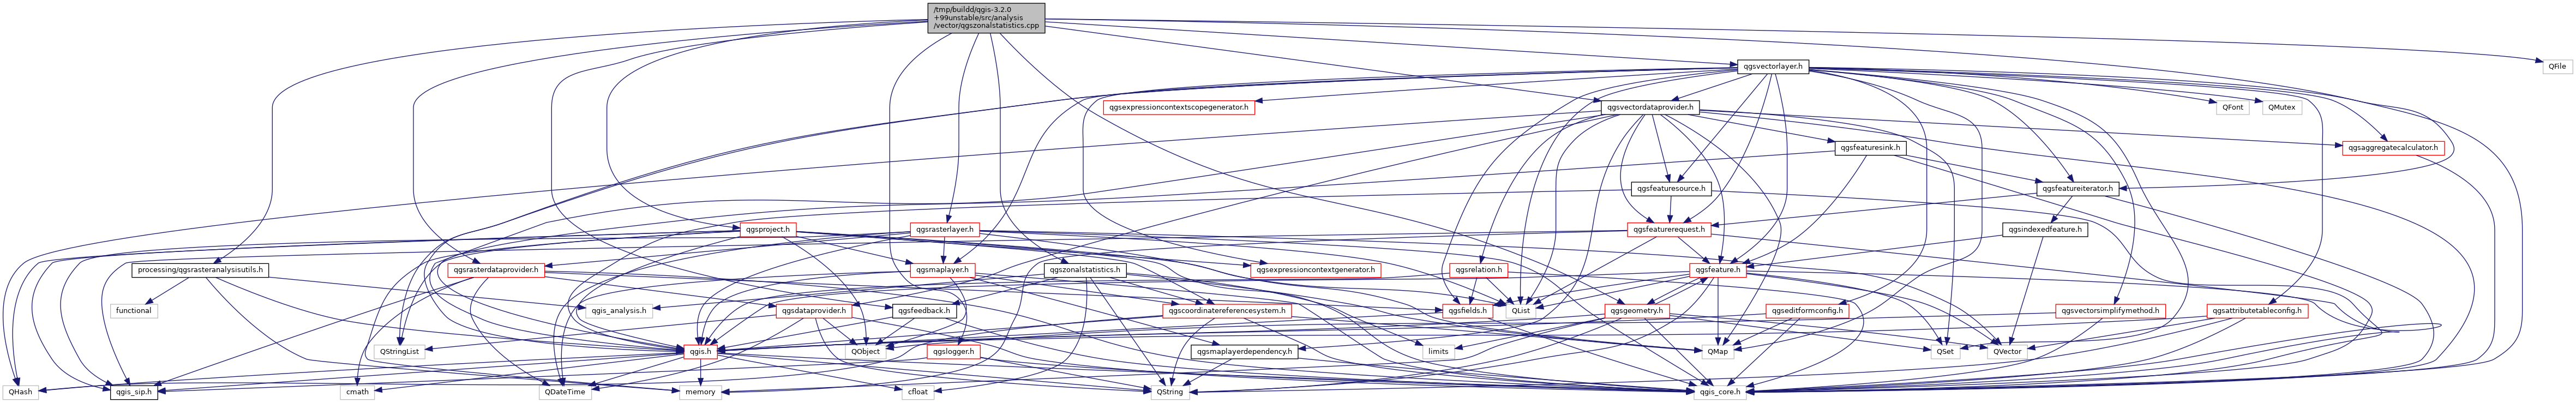 /tmp/buildd/qgis-3.2.0
+99unstable/src/analysis
/vector/qgszonalstatistics.cpp
qgsvectorlayer.h
QFile
qgsexpressioncontextscopegenerator.h
qgsvectordataprovider.h
QFont
QMutex
qgsfeaturesink.h
qgsaggregatecalculator.h
qgsfeaturesource.h
qgsfeatureiterator.h
qgsproject.h
qgsrasterlayer.h
qgsfeaturerequest.h
qgsindexedfeature.h
processing/qgsrasteranalysisutils.h
qgsrasterdataprovider.h
qgsmaplayer.h
qgszonalstatistics.h
qgsexpressioncontextgenerator.h
qgsrelation.h
qgsfeature.h
functional
qgis_analysis.h
qgsdataprovider.h
qgsfeedback.h
qgscoordinatereferencesystem.h
qgsfields.h
QList
qgsgeometry.h
qgseditformconfig.h
qgsvectorsimplifymethod.h
qgsattributetableconfig.h
QStringList
qgis.h
QObject
qgslogger.h
qgsmaplayerdependency.h
limits
QMap
QSet
QVector
QHash
qgis_sip.h
cmath
QDateTime
memory
cfloat
QString
qgis_core.h